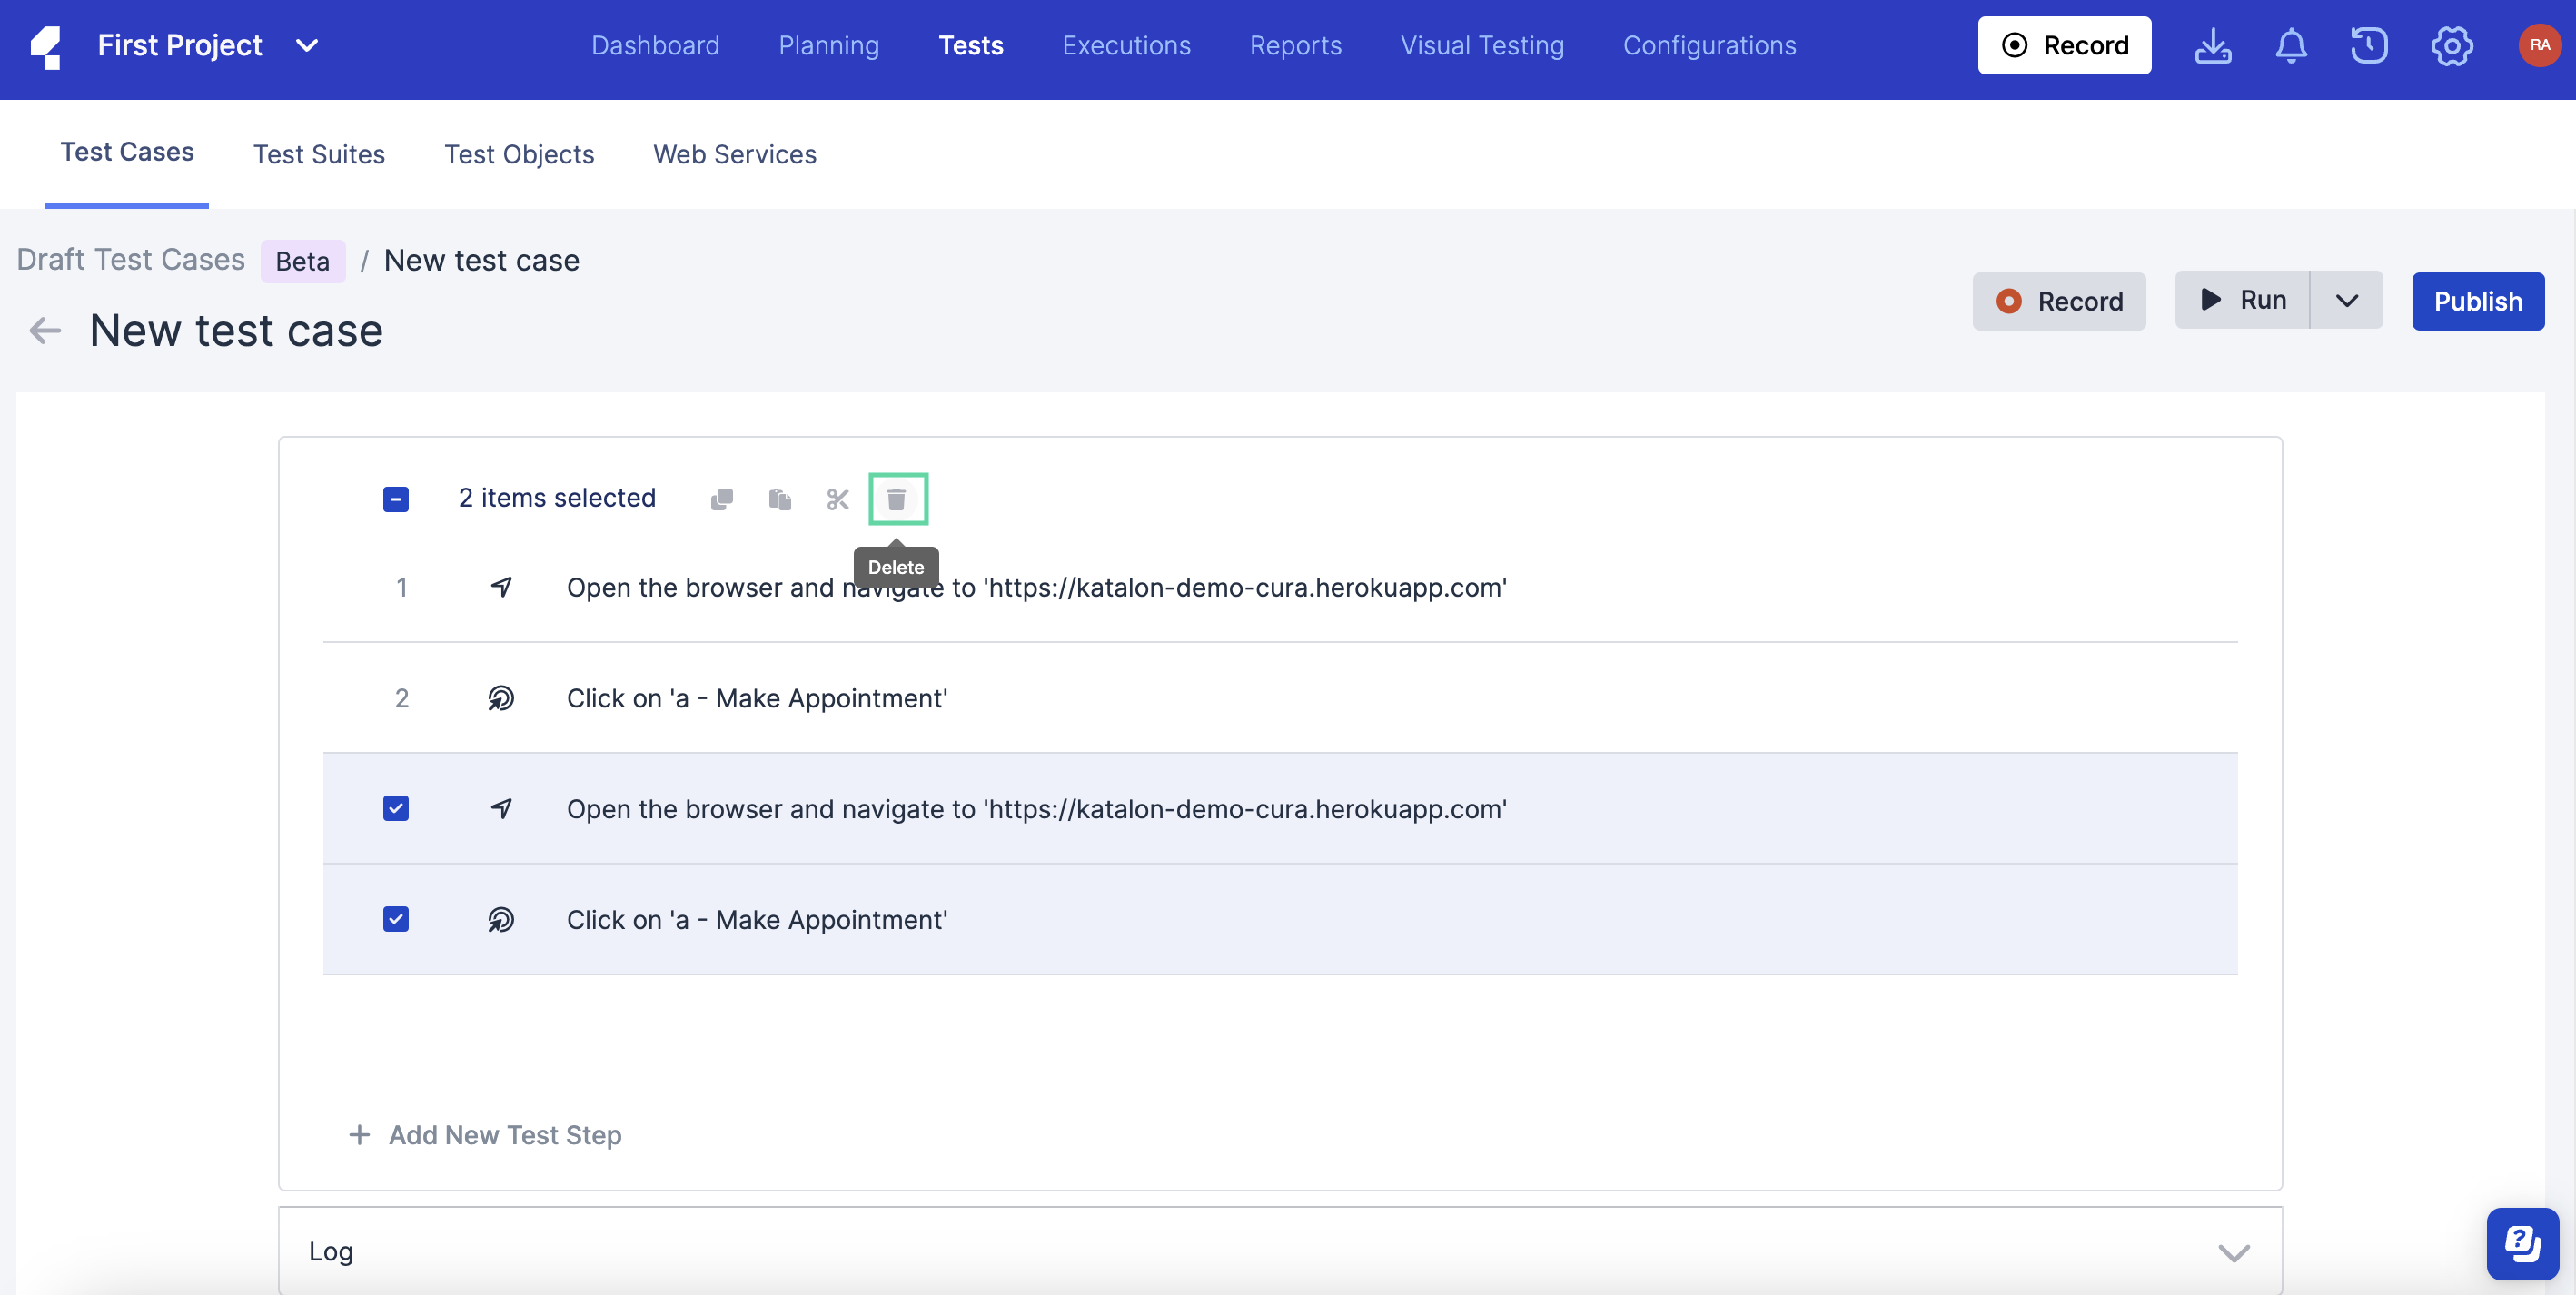 First Project
Dashboard Planning Tests Executions Reports Visual Testing Configurations
Record
RA
Test Cases Test Suites Test Objects Web Services
Draft Test Cases Beta / New test case
New test case
Record
Run
Publish
2 items selected
Delete
1 Open the browser and navigate to 'https://katalon-demo-cura.herokuapp.com'
2 Click on 'a - Make Appointment'
Open the browser and navigate to 'https://katalon-demo-cura.herokuapp.com'
Click on 'a - Make Appointment'
+ Add New Test Step
Log